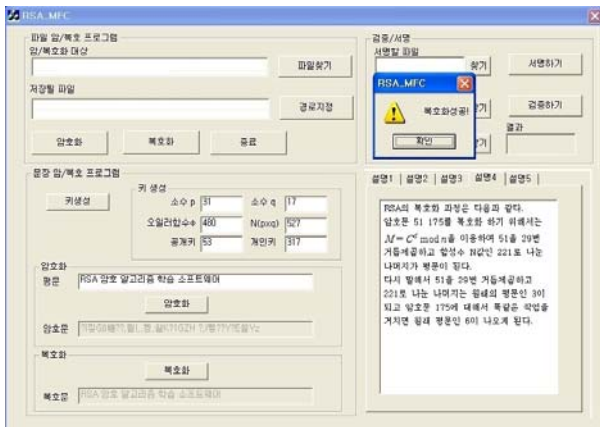 RSA_MFC
파일 암/복호 프로그램
암/복호화 대상
파일찾기
저장될 파일
경로지정
암호화
복호화
종료
검증/서명
서명할 파일
찾기
서명하기
RSA_MFC
복호화성공!
확인
찾기
검증하기
찾기
결과
문장 암/복호 프로그램
키생성
키 생성
소수 p 31
소수 q 17
오일러함수Φ 480
N(pxq) 527
공개키 53
개인키 317
암호화
평문 RSA 암호 알고리즘 학습 소프트웨어
암호화
암호문
복호화
복호화
복호문 RSA 암호 알고리즘 학습 소프트웨어
설명1 설명2 설명3 설명4 설명5
RSA의 복호화 과정은 다음과 같다.
암호문 51 175를 복호화 하기 위해서는
M = C^d mod n을 이용하여 51을 29번
거듭제곱하고 합성수 N값인 221로 나눈
나머지가 평문이 된다.
다시 말해서 51을 29번 거듭제곱하고
221로 나눈 나머지는 원래의 평문인 3이
되고 암호문 175에 대해서 똑같은 작업을
거치면 원래 평문인 6이 나오게 된다.